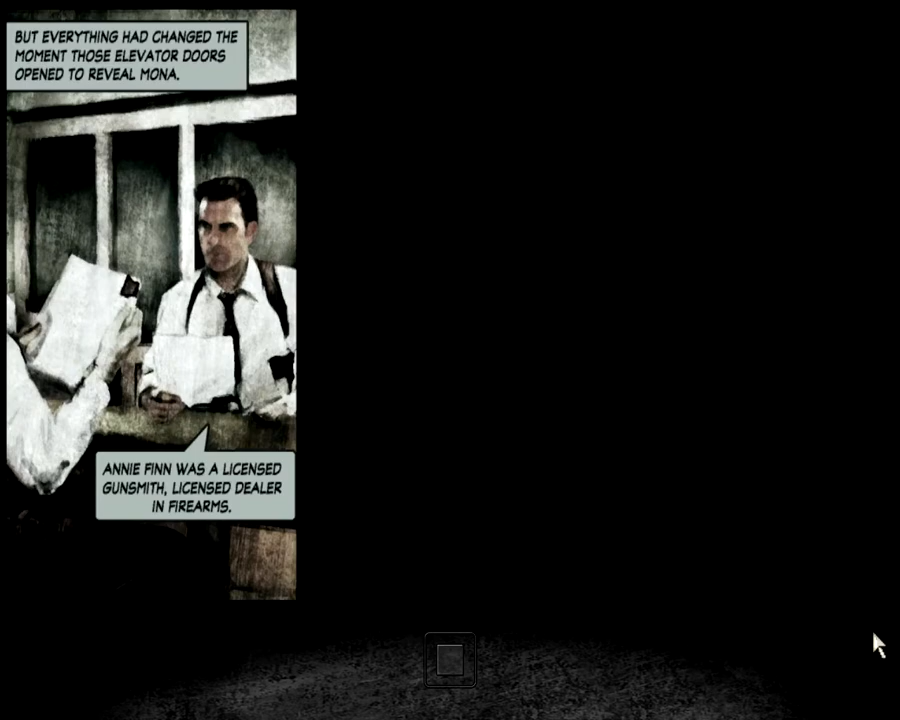 BUT EVERYTHING HAD CHANGED THE
MOMENT THOSE ELEVATOR DOORS
OPENED TO REVEAL MONA.
ANNIE FINN WAS A LICENSED
GUNSMITH, LICENSED DEALER
IN FIREARMS.